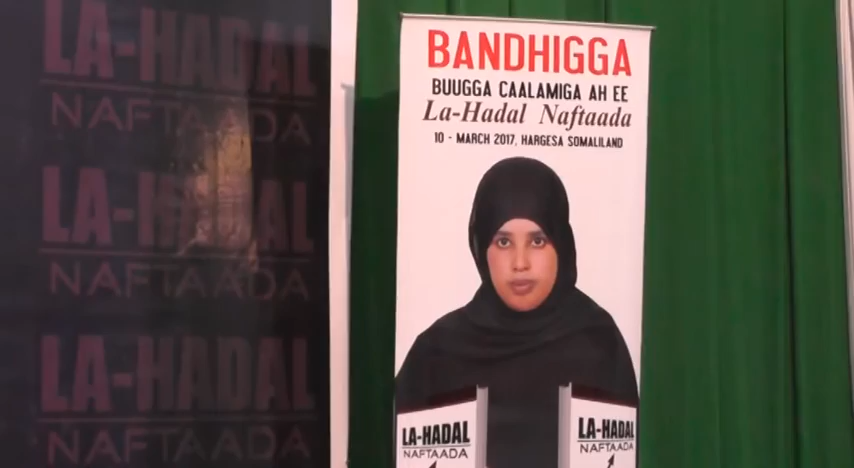 LA-HADAL
NAFTAADA
LA-HADAL
NAFTAADA
LA-HADAL
NAFTAADA
BANDHIGGA
BUUGGA CAALAMIGA AH EE
La-Hadal Naftaada
10 - MARCH 2017, HARGESA SOMALILAND
LA-HADAL
NAFTAADA
LA-HADAL
NAFTAADA